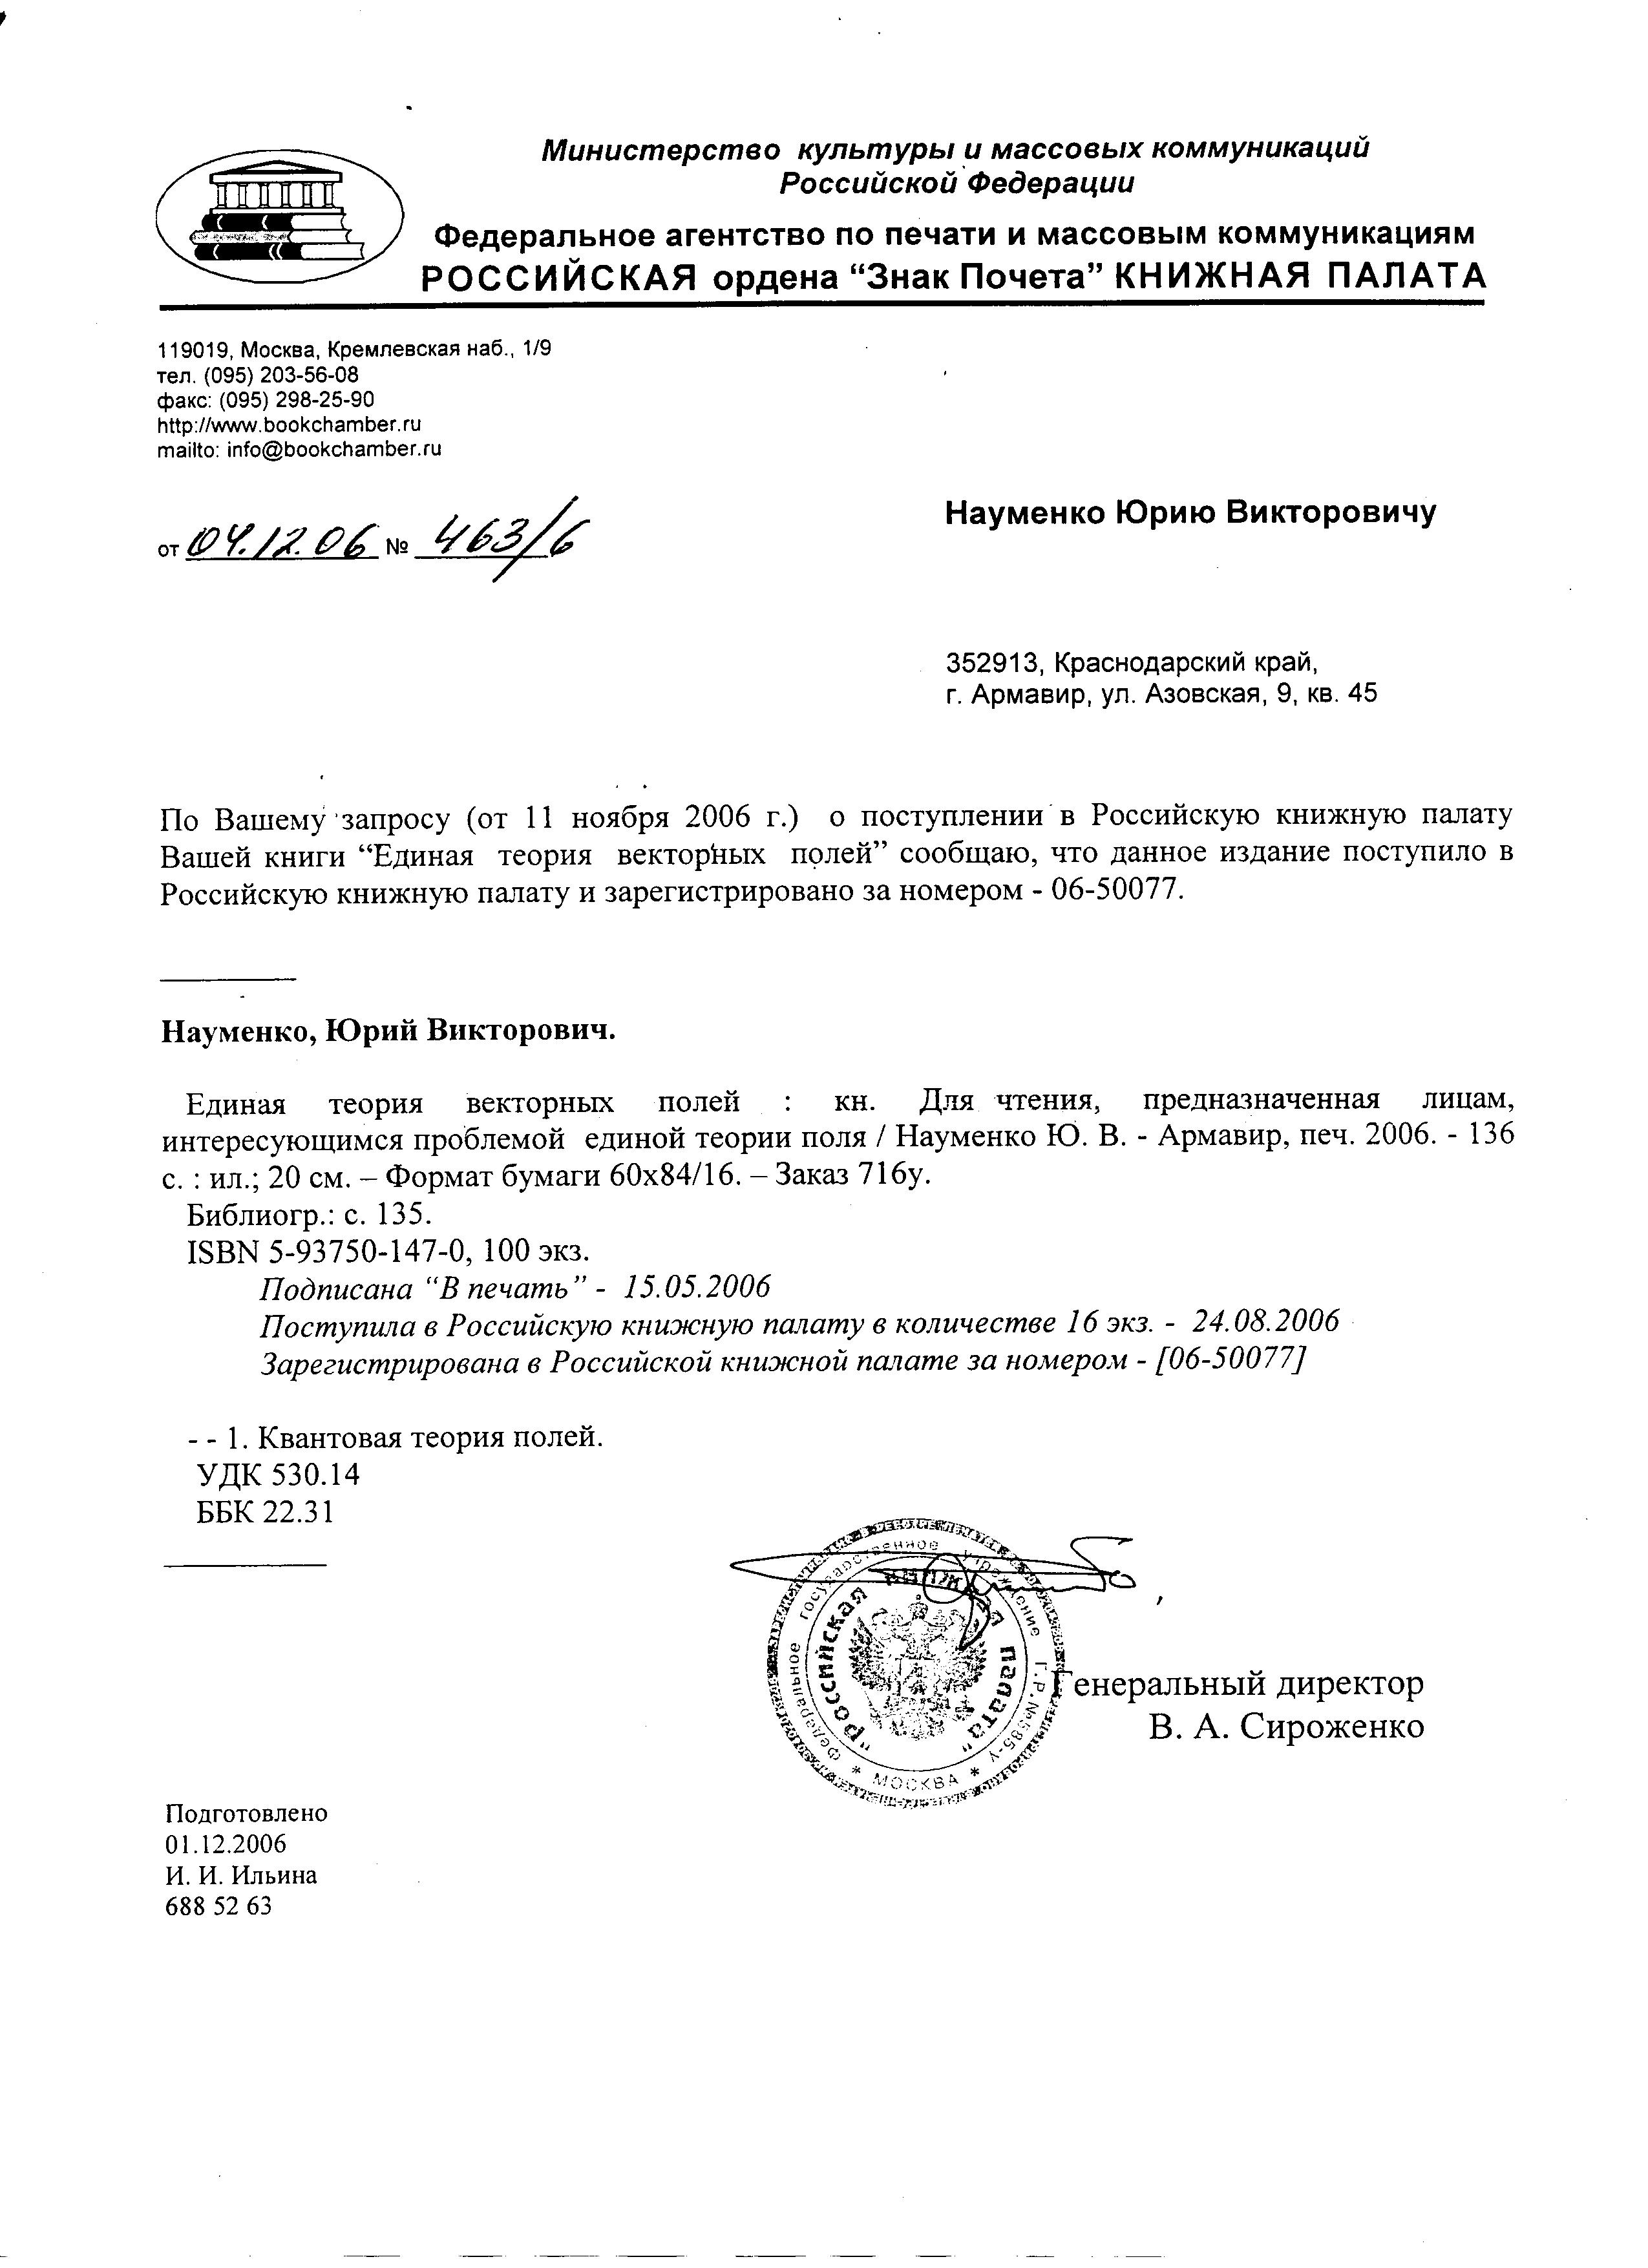 Министерство культуры и массовых коммуникаций
Российской Федерации
Федеральное агентство по печати и массовым коммуникациям
РОССИЙСКАЯ ордена “Знак Почета” КНИЖНАЯ ПАЛАТА
119019, Москва, Кремлевская наб., 1/9
тел. (095) 203-56-08
факс: (095) 298-25-90
http://www.bookchamber.ru
mailto: info@bookchamber.ru
от 04.12.06 № 463/6
Науменко Юрию Викторовичу
352913, Краснодарский край,
г. Армавир, ул. Азовская, 9, кв. 45
По Вашему запросу (от 11 ноября 2006 г.) о поступлении в Российскую книжную палату
Вашей книги “Единая теория векторных полей” сообщаю, что данное издание поступило в
Российскую книжную палату и зарегистрировано за номером - 06-50077.
Науменко, Юрий Викторович.
Единая теория векторных полей : кн. Для чтения, предназначенная лицам,
интересующимся проблемой единой теории поля / Науменко Ю. В. - Армавир, печ. 2006. - 136
с. : ил.; 20 см. – Формат бумаги 60x84/16. – Заказ 716у.
Библиогр.: с. 135.
ISBN 5-93750-147-0, 100 экз.
Подписана “В печать” - 15.05.2006
Поступила в Российскую книжную палату в количестве 16 экз. - 24.08.2006
Зарегистрирована в Российской книжной палате за номером - [06-50077]
- - 1. Квантовая теория полей.
УДК 530.14
ББК 22.31
федеральное государственное учреждение Г.Р.№585-У
"российская книжная палата"
* МОСКВА *
Генеральный директор
В. А. Сироженко
Подготовлено
01.12.2006
И. И. Ильина
688 52 63